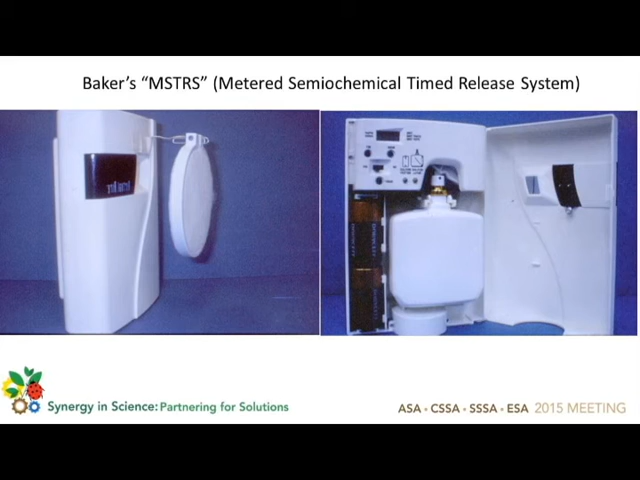 Baker's “MSTRS” (Metered Semiochemical Timed Release System)
Synergy in Science: Partnering for Solutions
ASA • CSSA • SSSA • ESA 2015 MEETING